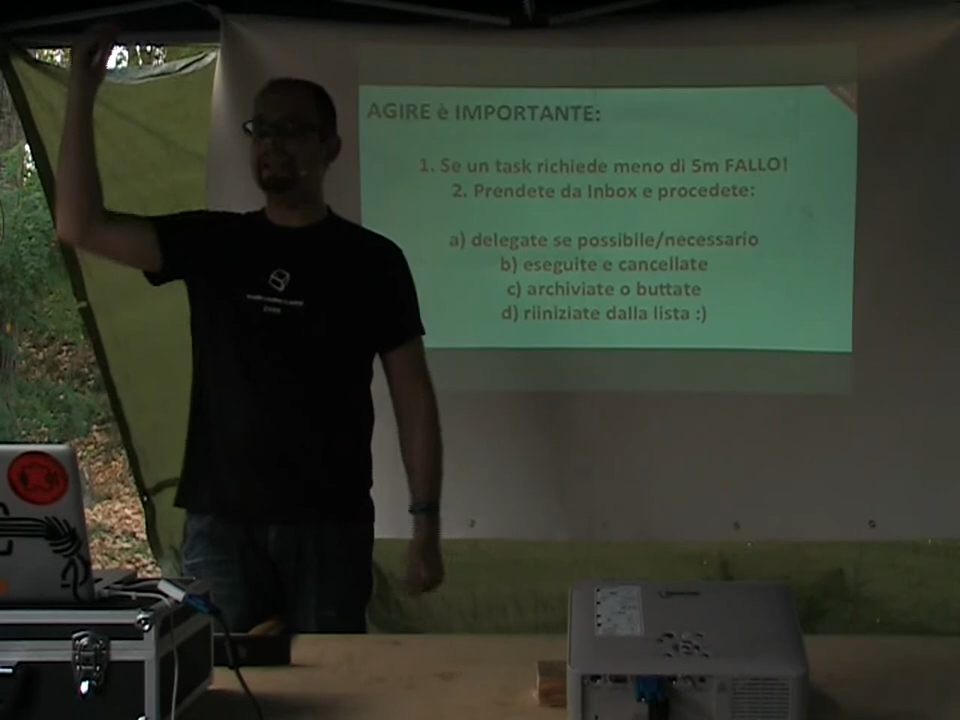 AGIRE è IMPORTANTE:
1. Se un task richiede meno di 5m FALLO!
2. Prendete da Inbox e procedete:
a) delegate se possibile/necessario
b) eseguite e cancellate
c) archiviate o buttate
d) riiniziate dalla lista :)